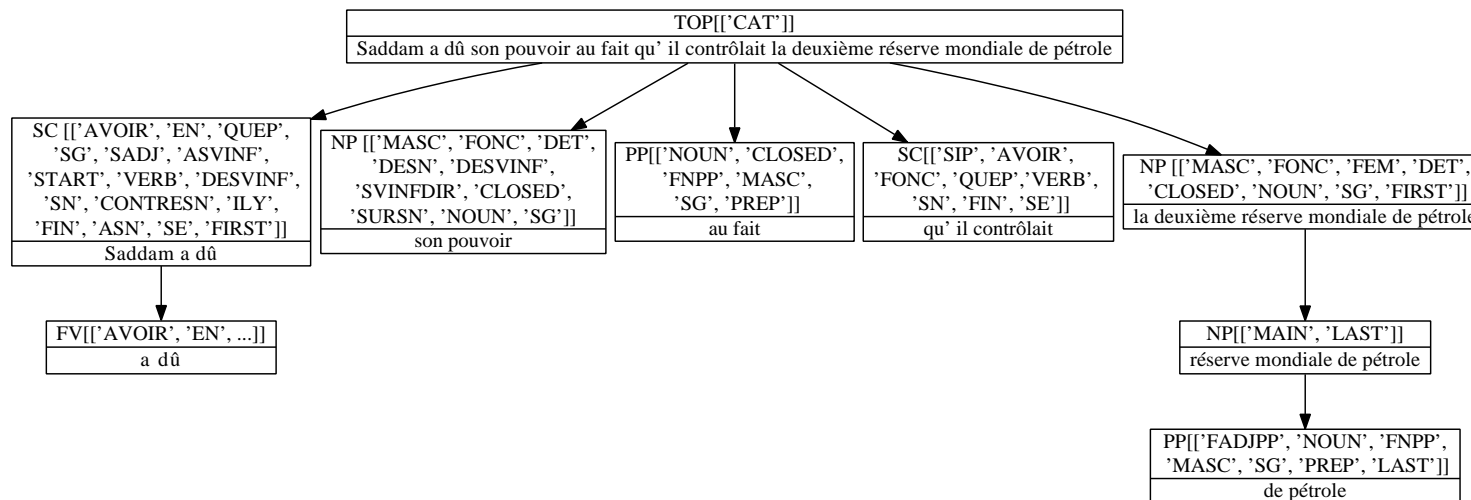 TOP[['CAT']]
Saddam a dû son pouvoir au fait qu' il contrôlait la deuxième réserve mondiale de pétrole
SC [['AVOIR', 'EN', 'QUEP',
'SG', 'SADJ', 'ASVINF',
'START', 'VERB', 'DESVINF',
'SN', 'CONTRESN', 'ILY',
'FIN', 'ASN', 'SE', 'FIRST']]
Saddam a dû
NP [['MASC', 'FONC', 'DET',
'DESN', 'DESVINF',
'SVINFDIR', 'CLOSED',
'SURSN', 'NOUN', 'SG']]
son pouvoir
PP[['NOUN', 'CLOSED',
'FNPP', 'MASC',
'SG', 'PREP']]
au fait
SC[['SIP', 'AVOIR',
'FONC', 'QUEP','VERB',
'SN', 'FIN', 'SE']]
qu' il contrôlait
NP [['MASC', 'FONC', 'FEM', 'DET',
'CLOSED', 'NOUN', 'SG', 'FIRST']]
la deuxième réserve mondiale de pétrole
FV[['AVOIR', 'EN', ...]]
a dû
NP[['MAIN', 'LAST']]
réserve mondiale de pétrole
PP[['FADJPP', 'NOUN', 'FNPP',
'MASC', 'SG', 'PREP', 'LAST']]
de pétrole